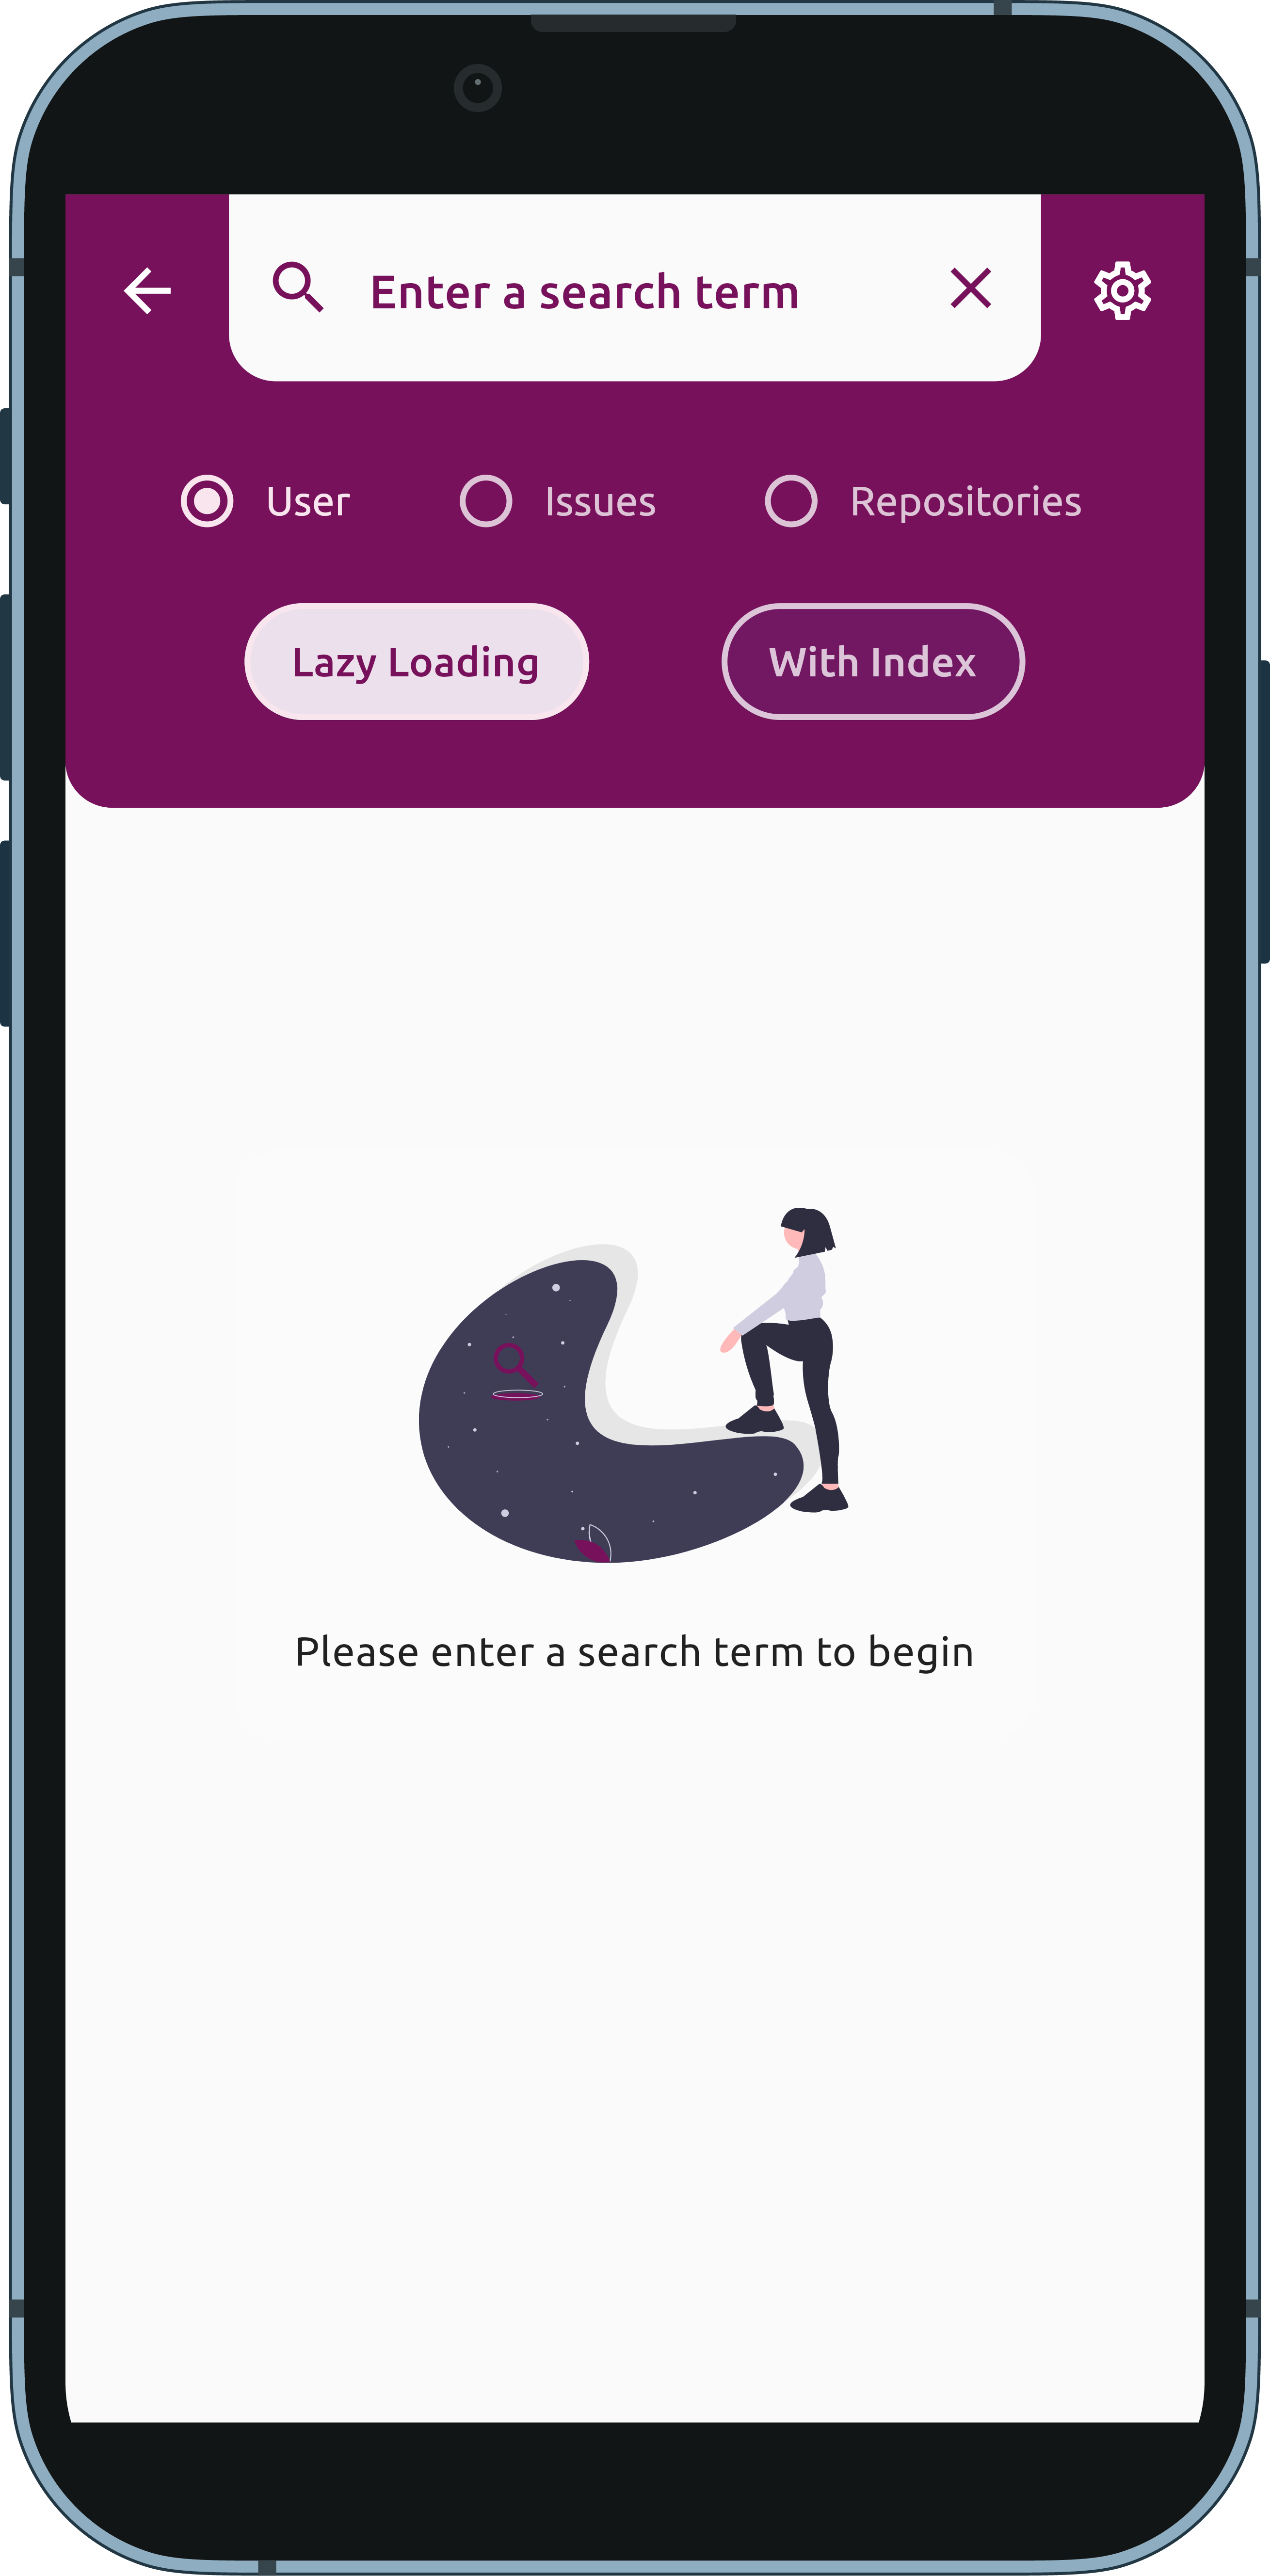 Enter a search term
User Issues Repositories
Lazy Loading With Index
Please enter a search term to begin